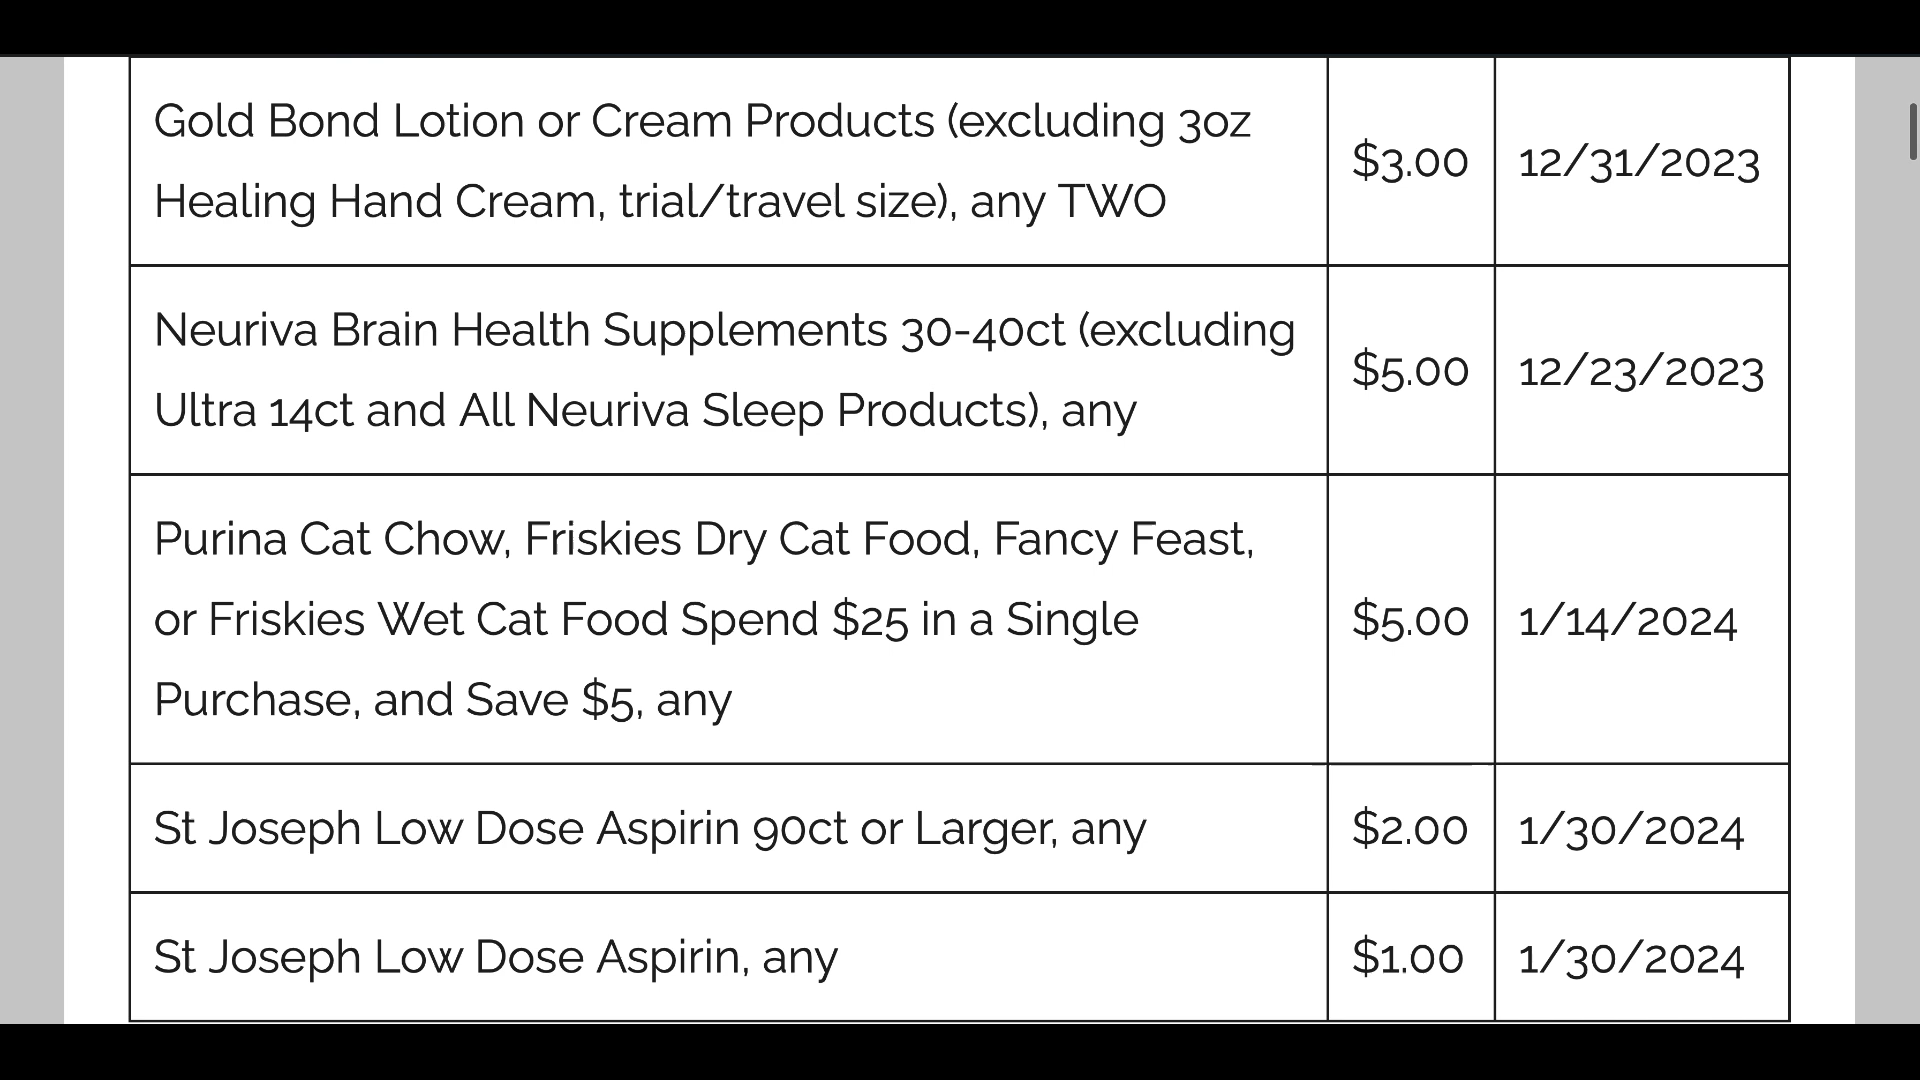 Gold Bond Lotion or Cream Products (excluding 3oz
Healing Hand Cream, trial/travel size), any TWO
$3.00
12/31/2023
Neuriva Brain Health Supplements 30-40ct (excluding
Ultra 14ct and All Neuriva Sleep Products), any
$5.00
12/23/2023
Purina Cat Chow, Friskies Dry Cat Food, Fancy Feast,
or Friskies Wet Cat Food Spend $25 in a Single
Purchase, and Save $5, any
$5.00
1/14/2024
St Joseph Low Dose Aspirin 90ct or Larger, any
$2.00
1/30/2024
St Joseph Low Dose Aspirin, any
$1.00
1/30/2024